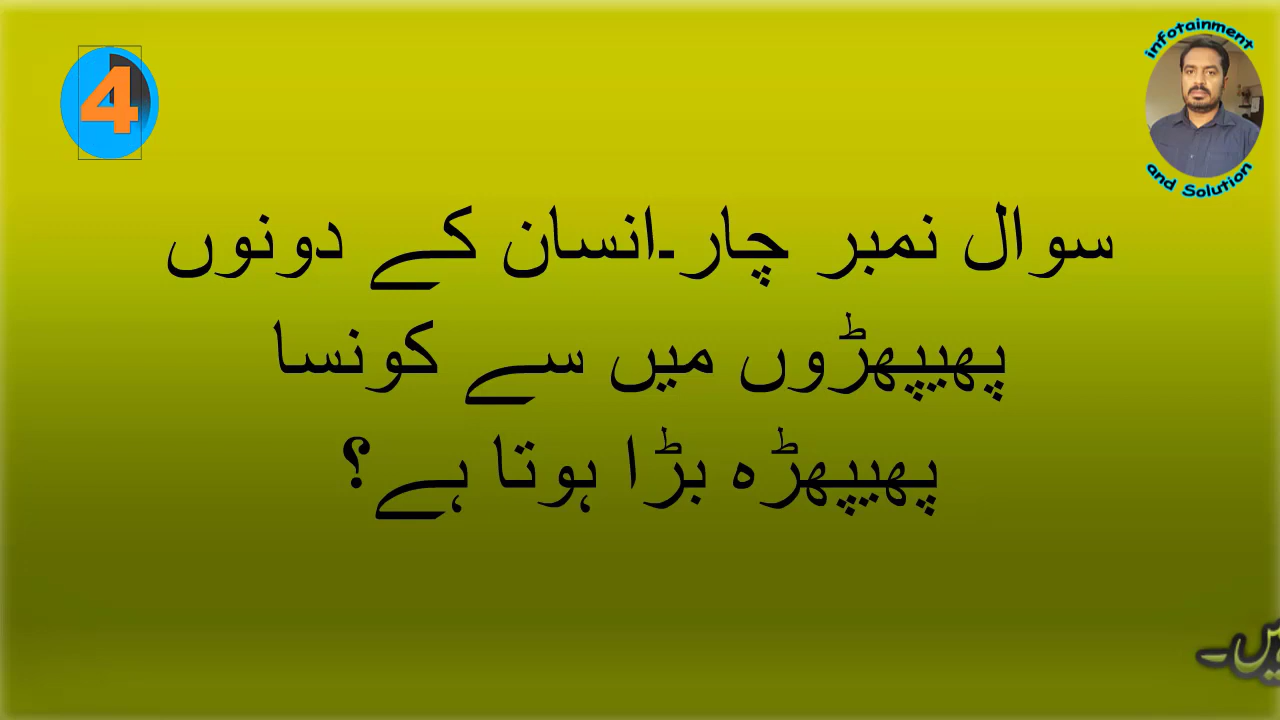 4
infotainment
and Solution
سوال نمبر چار۔انسان کے دونوں
پھیپھڑوں میں سے کونسا
پھیپھڑہ بڑا ہوتا ہے؟